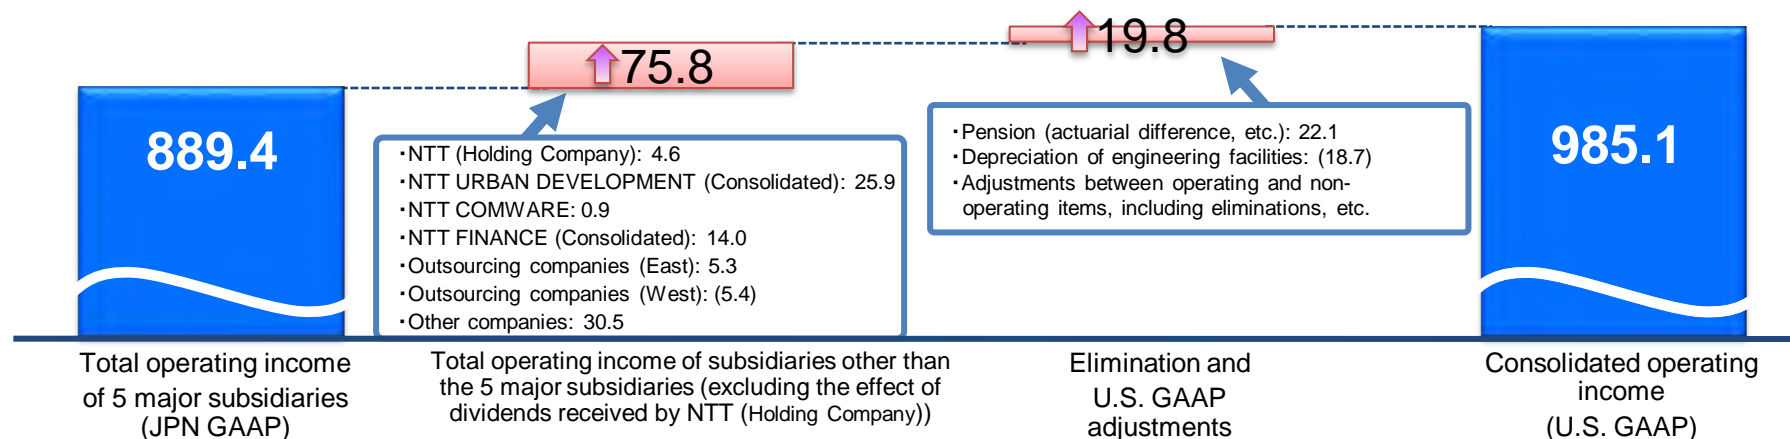 889.4
75.8
19.8
985.1
・NTT (Holding Company): 4.6
・NTT URBAN DEVELOPMENT (Consolidated): 25.9
・NTT COMWARE: 0.9
・NTT FINANCE (Consolidated): 14.0
・Outsourcing companies (East): 5.3
・Outsourcing companies (West): (5.4)
・Other companies: 30.5
・Pension (actuarial difference, etc.): 22.1
・Depreciation of engineering facilities: (18.7)
・Adjustments between operating and non-
operating items, including eliminations, etc.
Total operating income
of 5 major subsidiaries
(JPN GAAP)
Total operating income of subsidiaries other than
the 5 major subsidiaries (excluding the effect of
dividends received by NTT (Holding Company))
Elimination and
U.S. GAAP
adjustments
Consolidated operating
income
(U.S. GAAP)